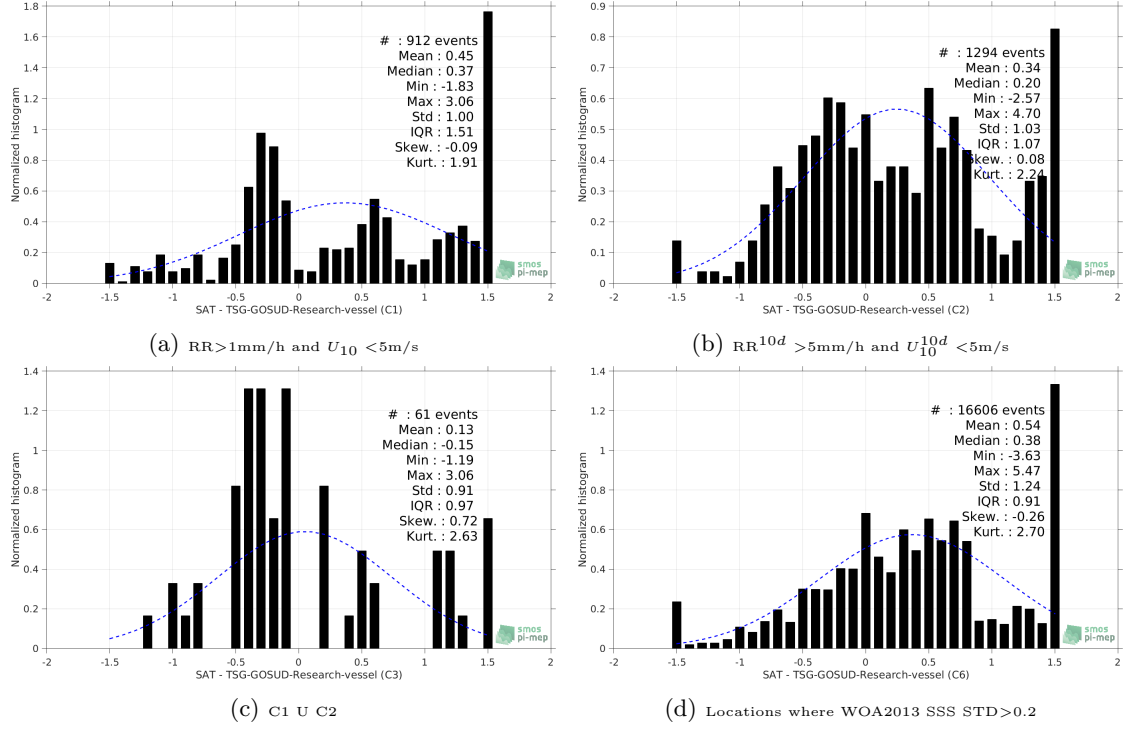 1.8
1.6
1.4
1.2
1
0.8
0.6
0.4
0.2
0
Normalized histogram
# : 912 events
Mean : 0.45
Median : 0.37
Min : -1.83
Max : 3.06
Std : 1.00
IQR : 1.51
Skew. : -0.09
Kurt. : 1.91
smos
pi-mep
-2 -1.5 -1 -0.5 0 0.5 1 1.5 2
SAT - TSG-GOSUD-Research-vessel (C1)
(a) RR>1mm/h and U10 <5m/s
0.9
0.8
0.7
0.6
0.5
0.4
0.3
0.2
0.1
0
Normalized histogram
# : 1294 events
Mean : 0.34
Median : 0.20
Min : -2.57
Max : 4.70
Std : 1.03
IQR : 1.07
Skew. : 0.08
Kurt. : 2.24
smos
pi-mep
-2 -1.5 -1 -0.5 0 0.5 1 1.5 2
SAT - TSG-GOSUD-Research-vessel (C2)
(b) RR^10d >5mm/h and U10^10d <5m/s
1.4
1.2
1
0.8
0.6
0.4
0.2
0
Normalized histogram
# : 61 events
Mean : 0.13
Median : -0.15
Min : -1.19
Max : 3.06
Std : 0.91
IQR : 0.97
Skew. : 0.72
Kurt. : 2.63
smos
pi-mep
-2 -1.5 -1 -0.5 0 0.5 1 1.5 2
SAT - TSG-GOSUD-Research-vessel (C3)
(c) C1 U C2
1.4
1.2
1
0.8
0.6
0.4
0.2
0
Normalized histogram
# : 16606 events
Mean : 0.54
Median : 0.38
Min : -3.63
Max : 5.47
Std : 1.24
IQR : 0.91
Skew. : -0.26
Kurt. : 2.70
smos
pi-mep
-2 -1.5 -1 -0.5 0 0.5 1 1.5 2
SAT - TSG-GOSUD-Research-vessel (C6)
(d) Locations where WOA2013 SSS STD>0.2